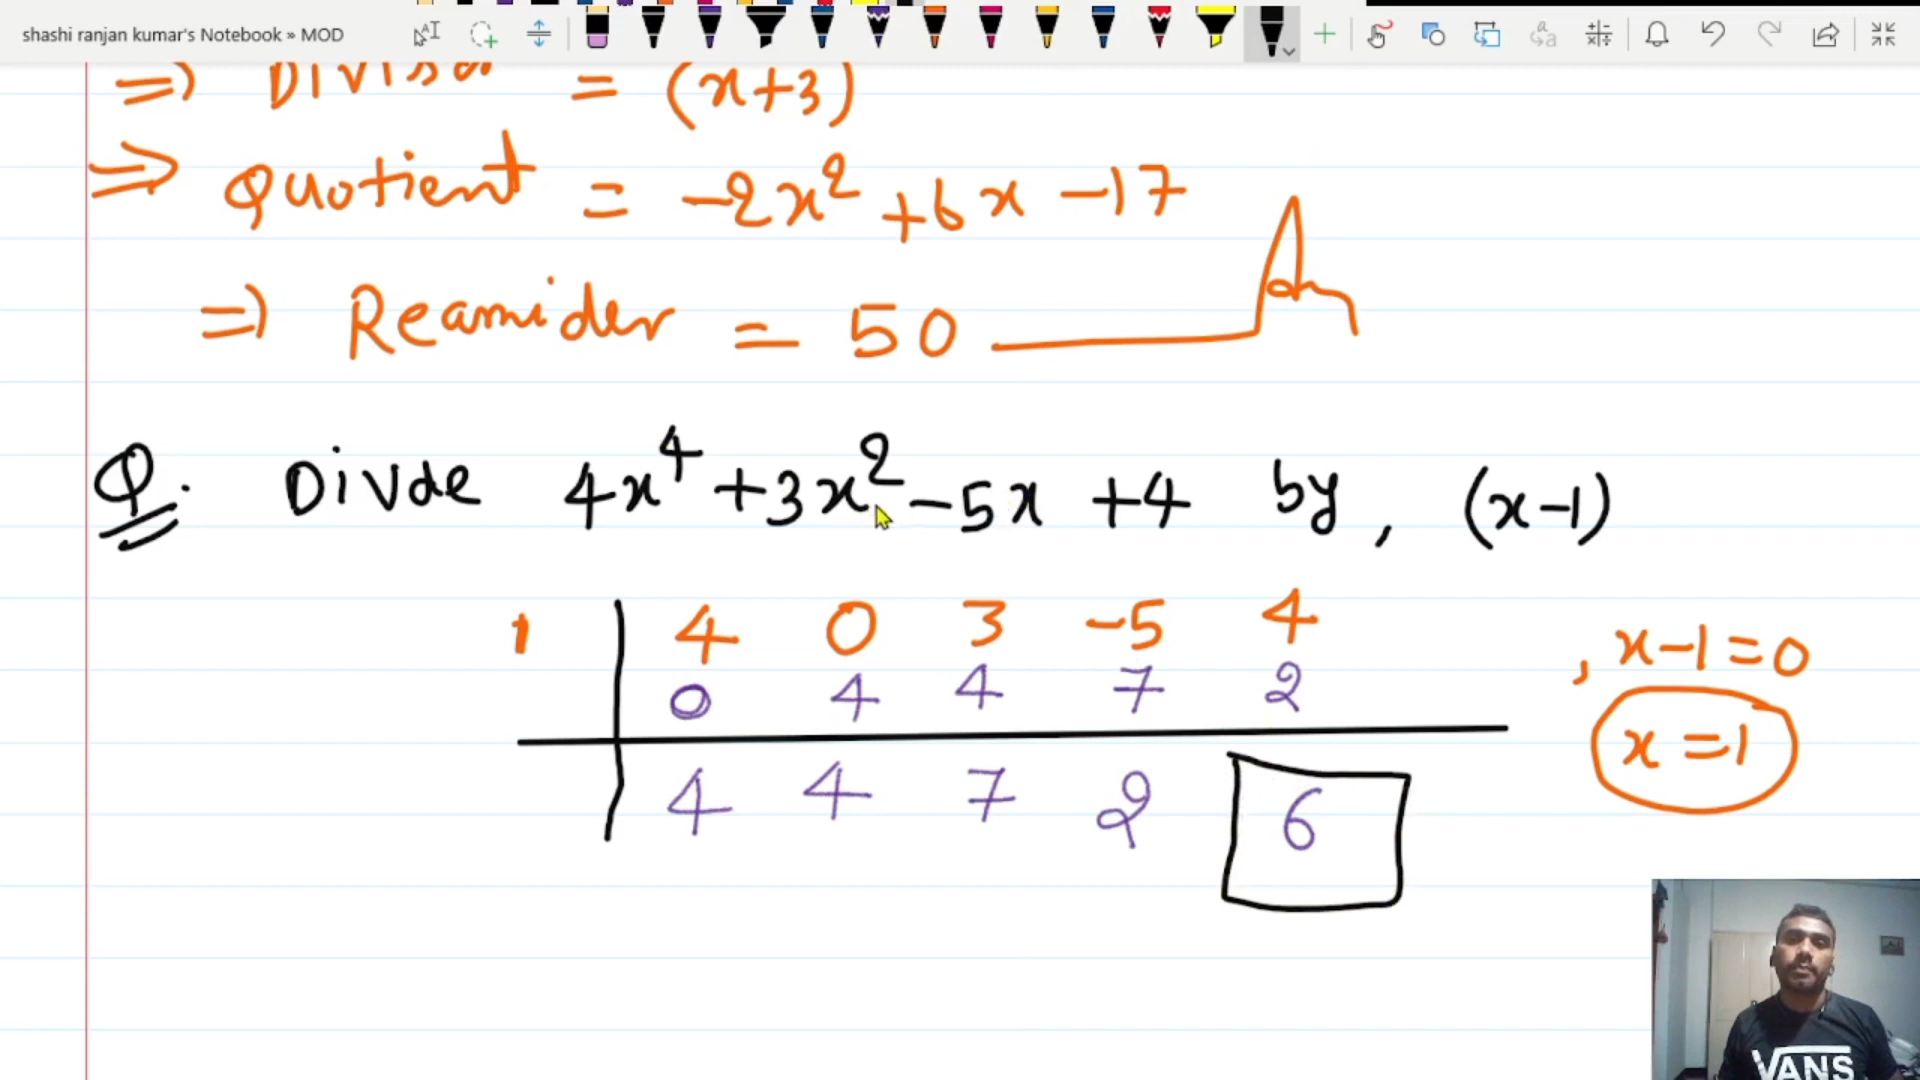 shashi ranjan kumar's Notebook » MOD
⇒ Divisor = (x+3)
⇒ Quotient = -2x² + 6x - 17
⇒ Reamider = 50 Ans
Q. Divde 4x⁴ + 3x² - 5x + 4 by, (x-1)
1 | 4 0 3 -5 4 , x-1=0
0 4 4 7 2
x=1
4 4 7 2 6
VANS